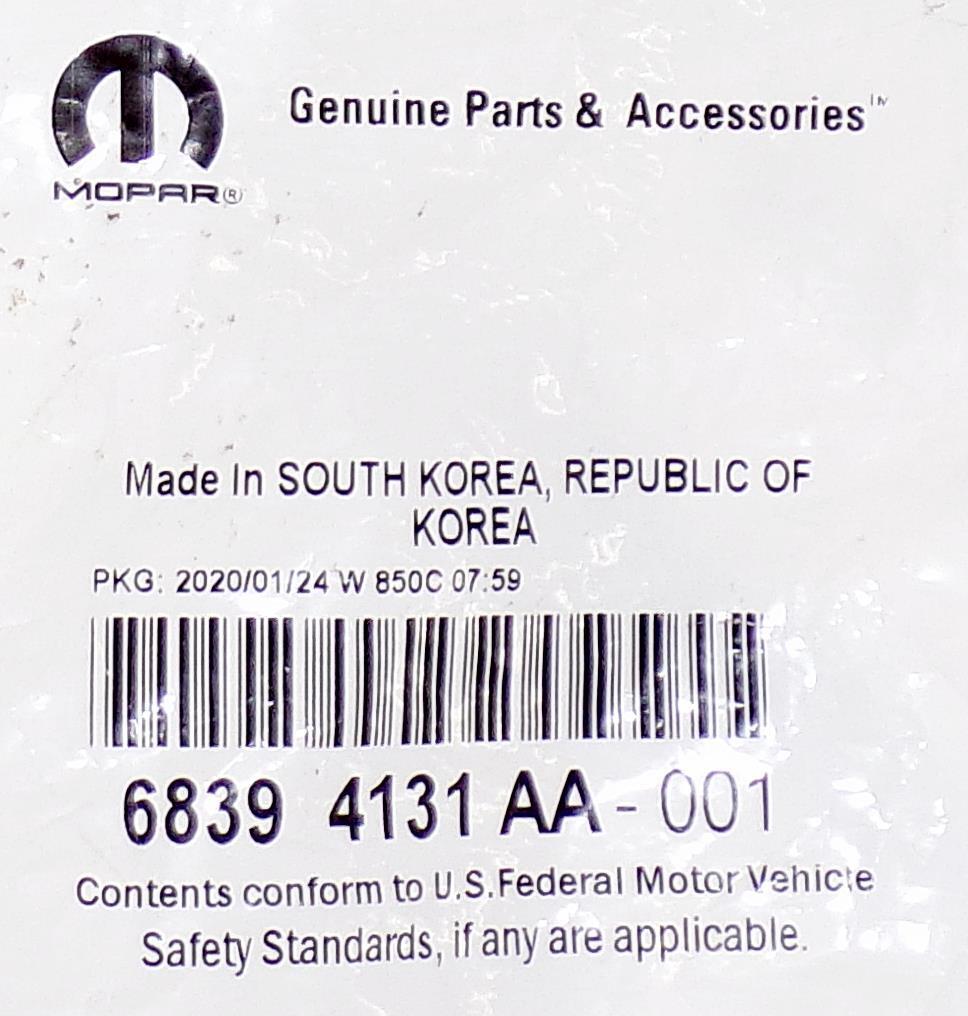 Genuine Parts & Accessories™
MOPAR®
Made In SOUTH KOREA, REPUBLIC OF
KOREA
PKG: 2020/01/24 W 850C 07:59
6839 4131 AA - 001
Contents conform to U.S.Federal Motor Vehicle
Safety Standards, if any are applicable.